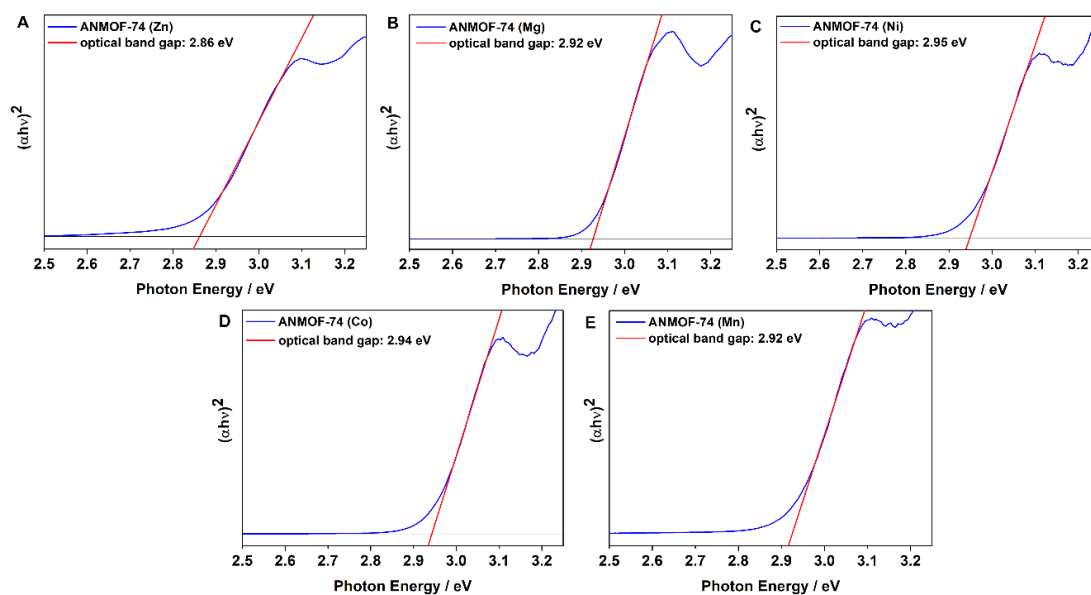 A
ANMOF-74 (Zn)
optical band gap: 2.86 eV
(αhν)²
2.5 2.6 2.7 2.8 2.9 3.0 3.1 3.2
Photon Energy / eV
B
ANMOF-74 (Mg)
optical band gap: 2.92 eV
(αhν)²
2.5 2.6 2.7 2.8 2.9 3.0 3.1 3.2
Photon Energy / eV
C
ANMOF-74 (Ni)
optical band gap: 2.95 eV
(αhν)²
2.5 2.6 2.7 2.8 2.9 3.0 3.1 3.2
Photon Energy / eV
D
ANMOF-74 (Co)
optical band gap: 2.94 eV
(αhν)²
2.5 2.6 2.7 2.8 2.9 3.0 3.1 3.2
Photon Energy / eV
E
ANMOF-74 (Mn)
optical band gap: 2.92 eV
(αhν)²
2.5 2.6 2.7 2.8 2.9 3.0 3.1 3.2
Photon Energy / eV